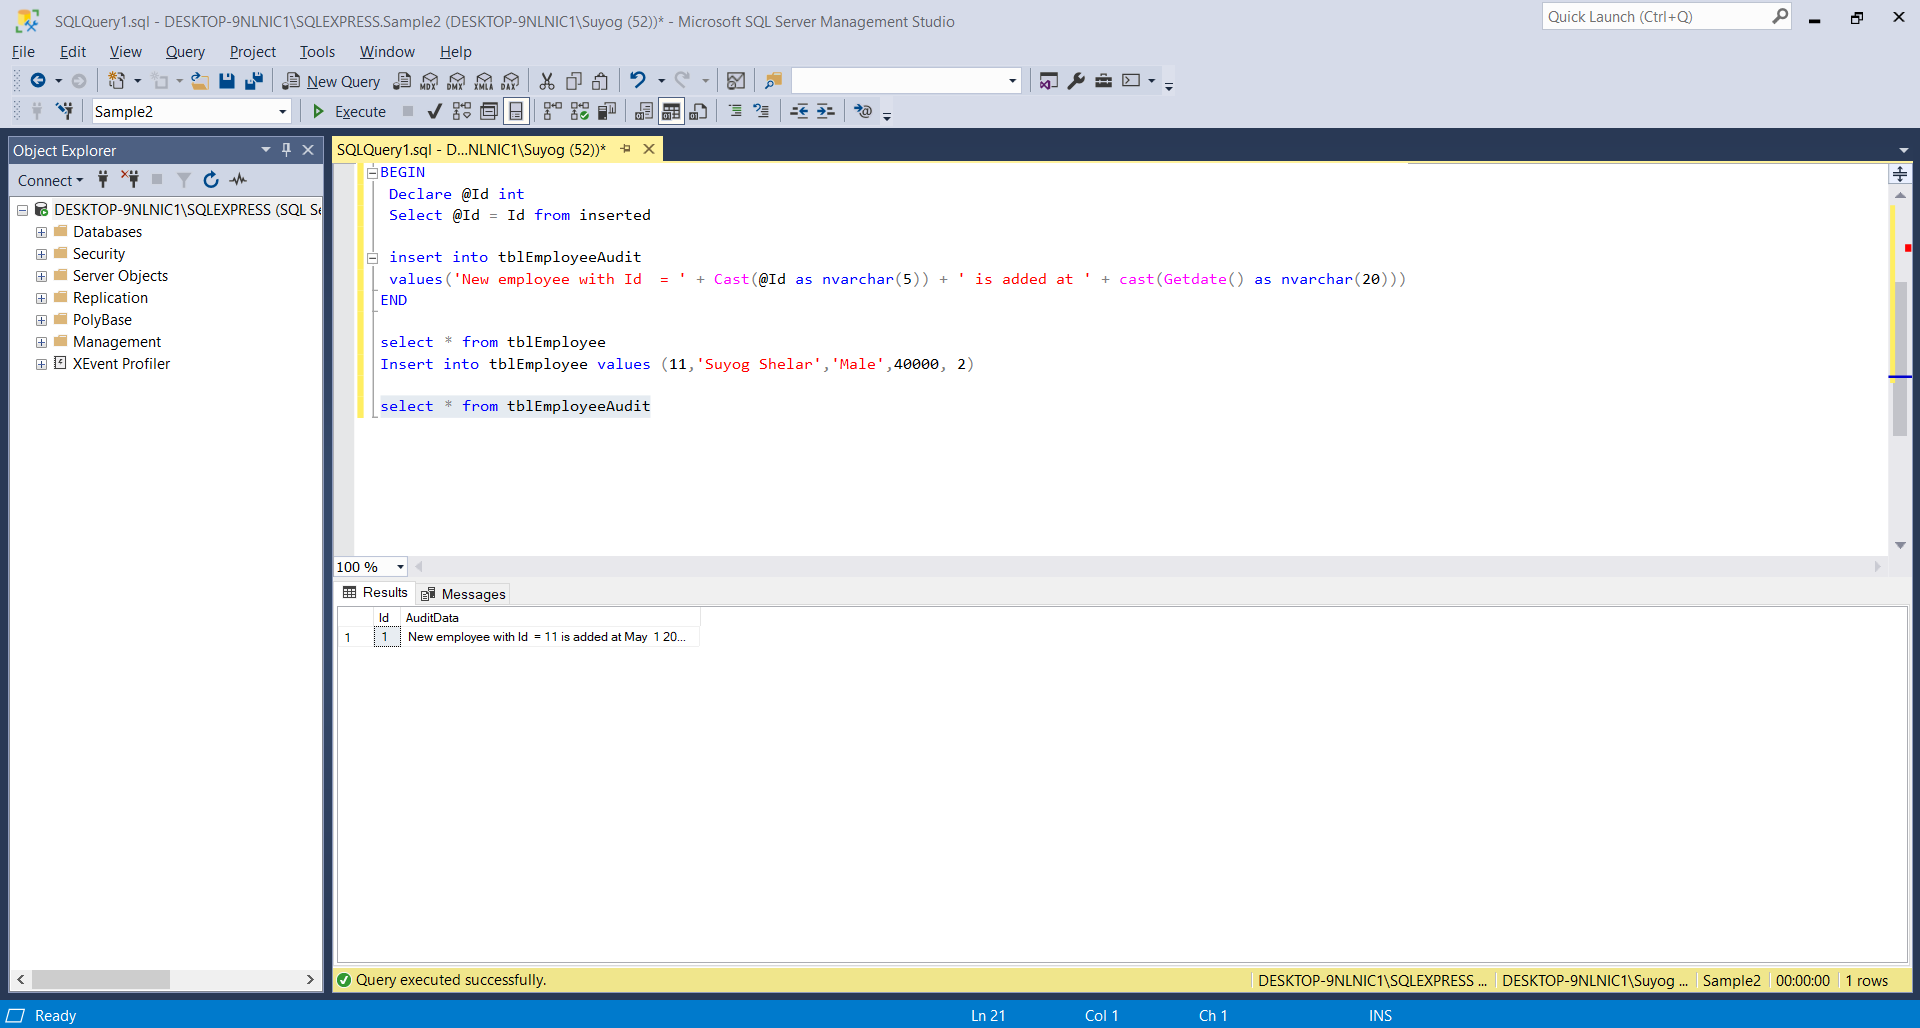 SQLQuery1.sql - DESKTOP-9NLNIC1\SQLEXPRESS.Sample2 (DESKTOP-9NLNIC1\Suyog (52))* - Microsoft SQL Server Management Studio
Quick Launch (Ctrl+Q)
File Edit View Query Project Tools Window Help
New Query MDX DMX XMLA DAX
Sample2 Execute
Object Explorer
Connect
DESKTOP-9NLNIC1\SQLEXPRESS (SQL Se
Databases
Security
Server Objects
Replication
PolyBase
Management
XEvent Profiler
SQLQuery1.sql - D...NLNIC1\Suyog (52))*
BEGIN
Declare @Id int
Select @Id = Id from inserted
insert into tblEmployeeAudit
values('New employee with Id  = ' + Cast(@Id as nvarchar(5)) + ' is added at ' + cast(Getdate() as nvarchar(20)))
END
select * from tblEmployee
Insert into tblEmployee values (11,'Suyog Shelar','Male',40000, 2)
select * from tblEmployeeAudit
100 %
Results Messages
Id AuditData
1 1 New employee with Id  = 11 is added at May  1 20...
Query executed successfully. DESKTOP-9NLNIC1\SQLEXPRESS ... DESKTOP-9NLNIC1\Suyog ... Sample2 00:00:00 1 rows
Ready Ln 21 Col 1 Ch 1 INS